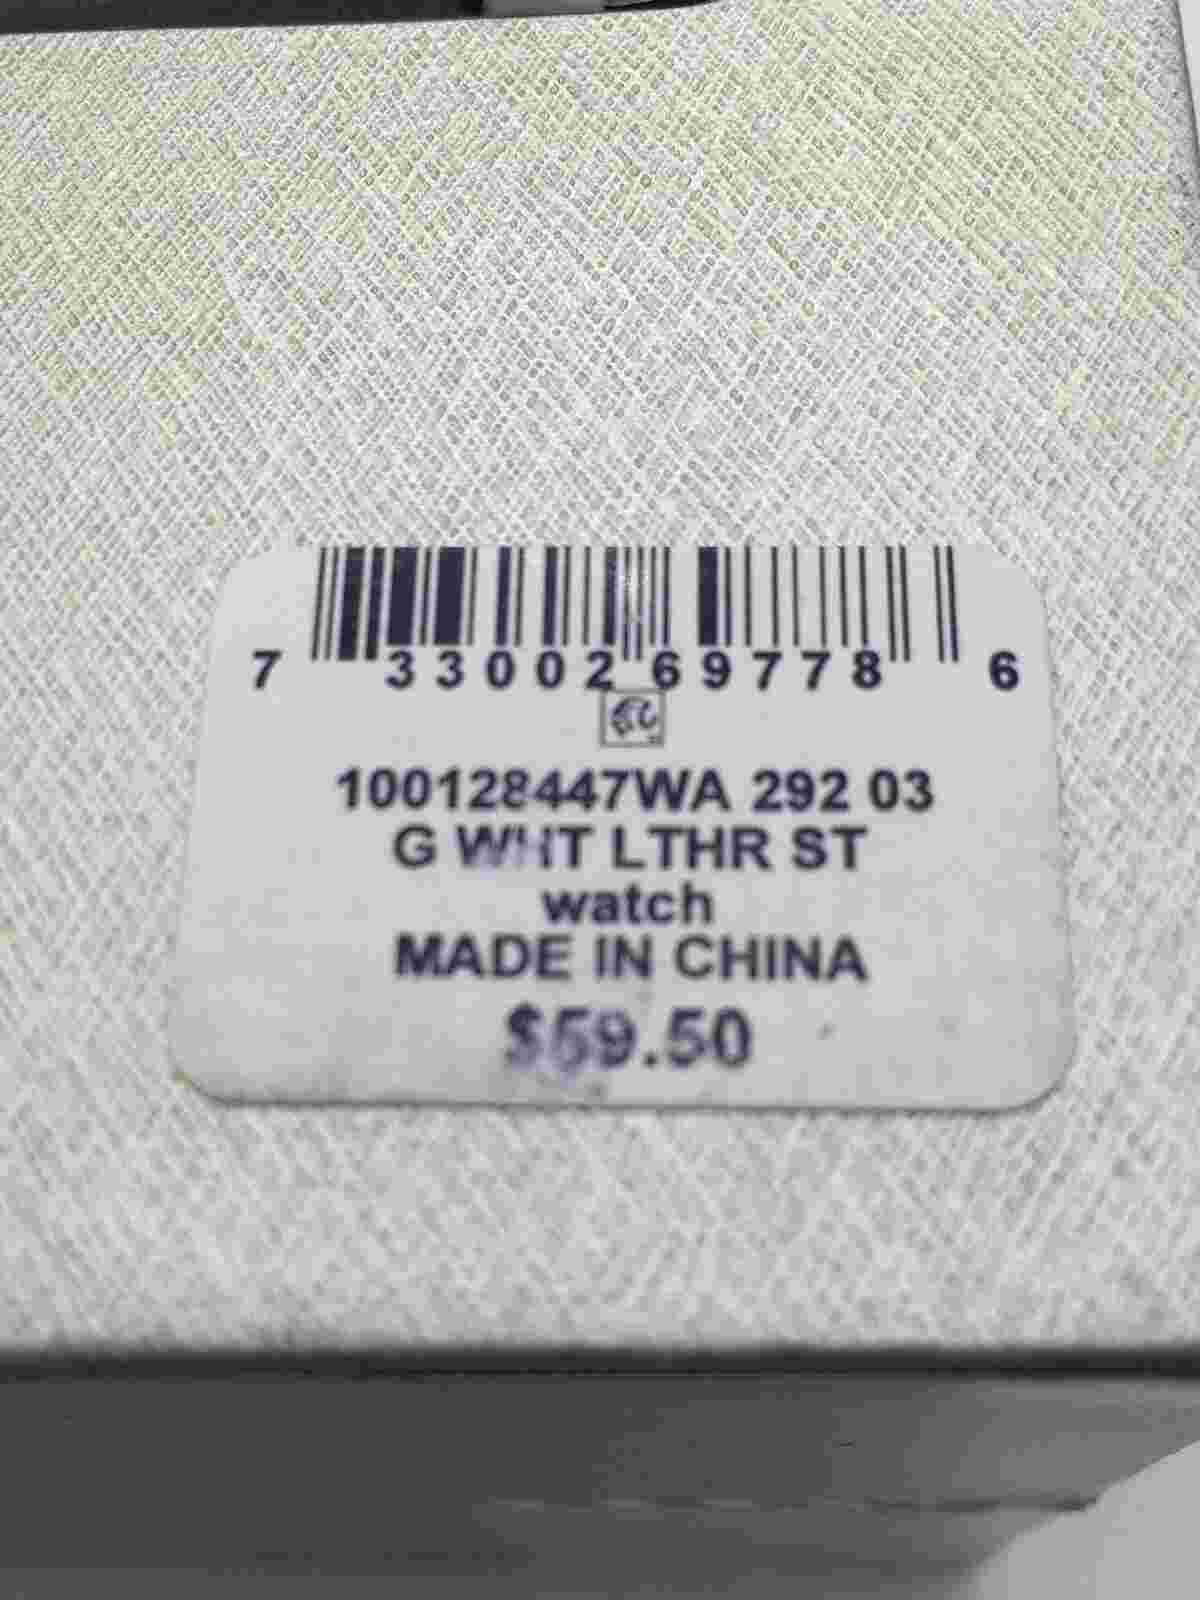 7 33002 69778 6
100128447WA 292 03
G WHT LTHR ST
watch
MADE IN CHINA
$59.50